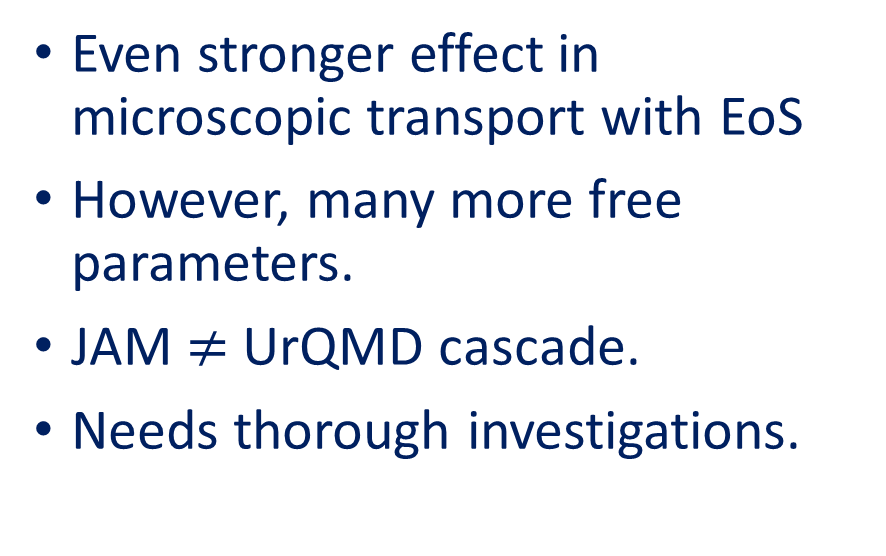 • Even stronger effect in
microscopic transport with EoS
• However, many more free
parameters.
• JAM ≠ UrQMD cascade.
• Needs thorough investigations.